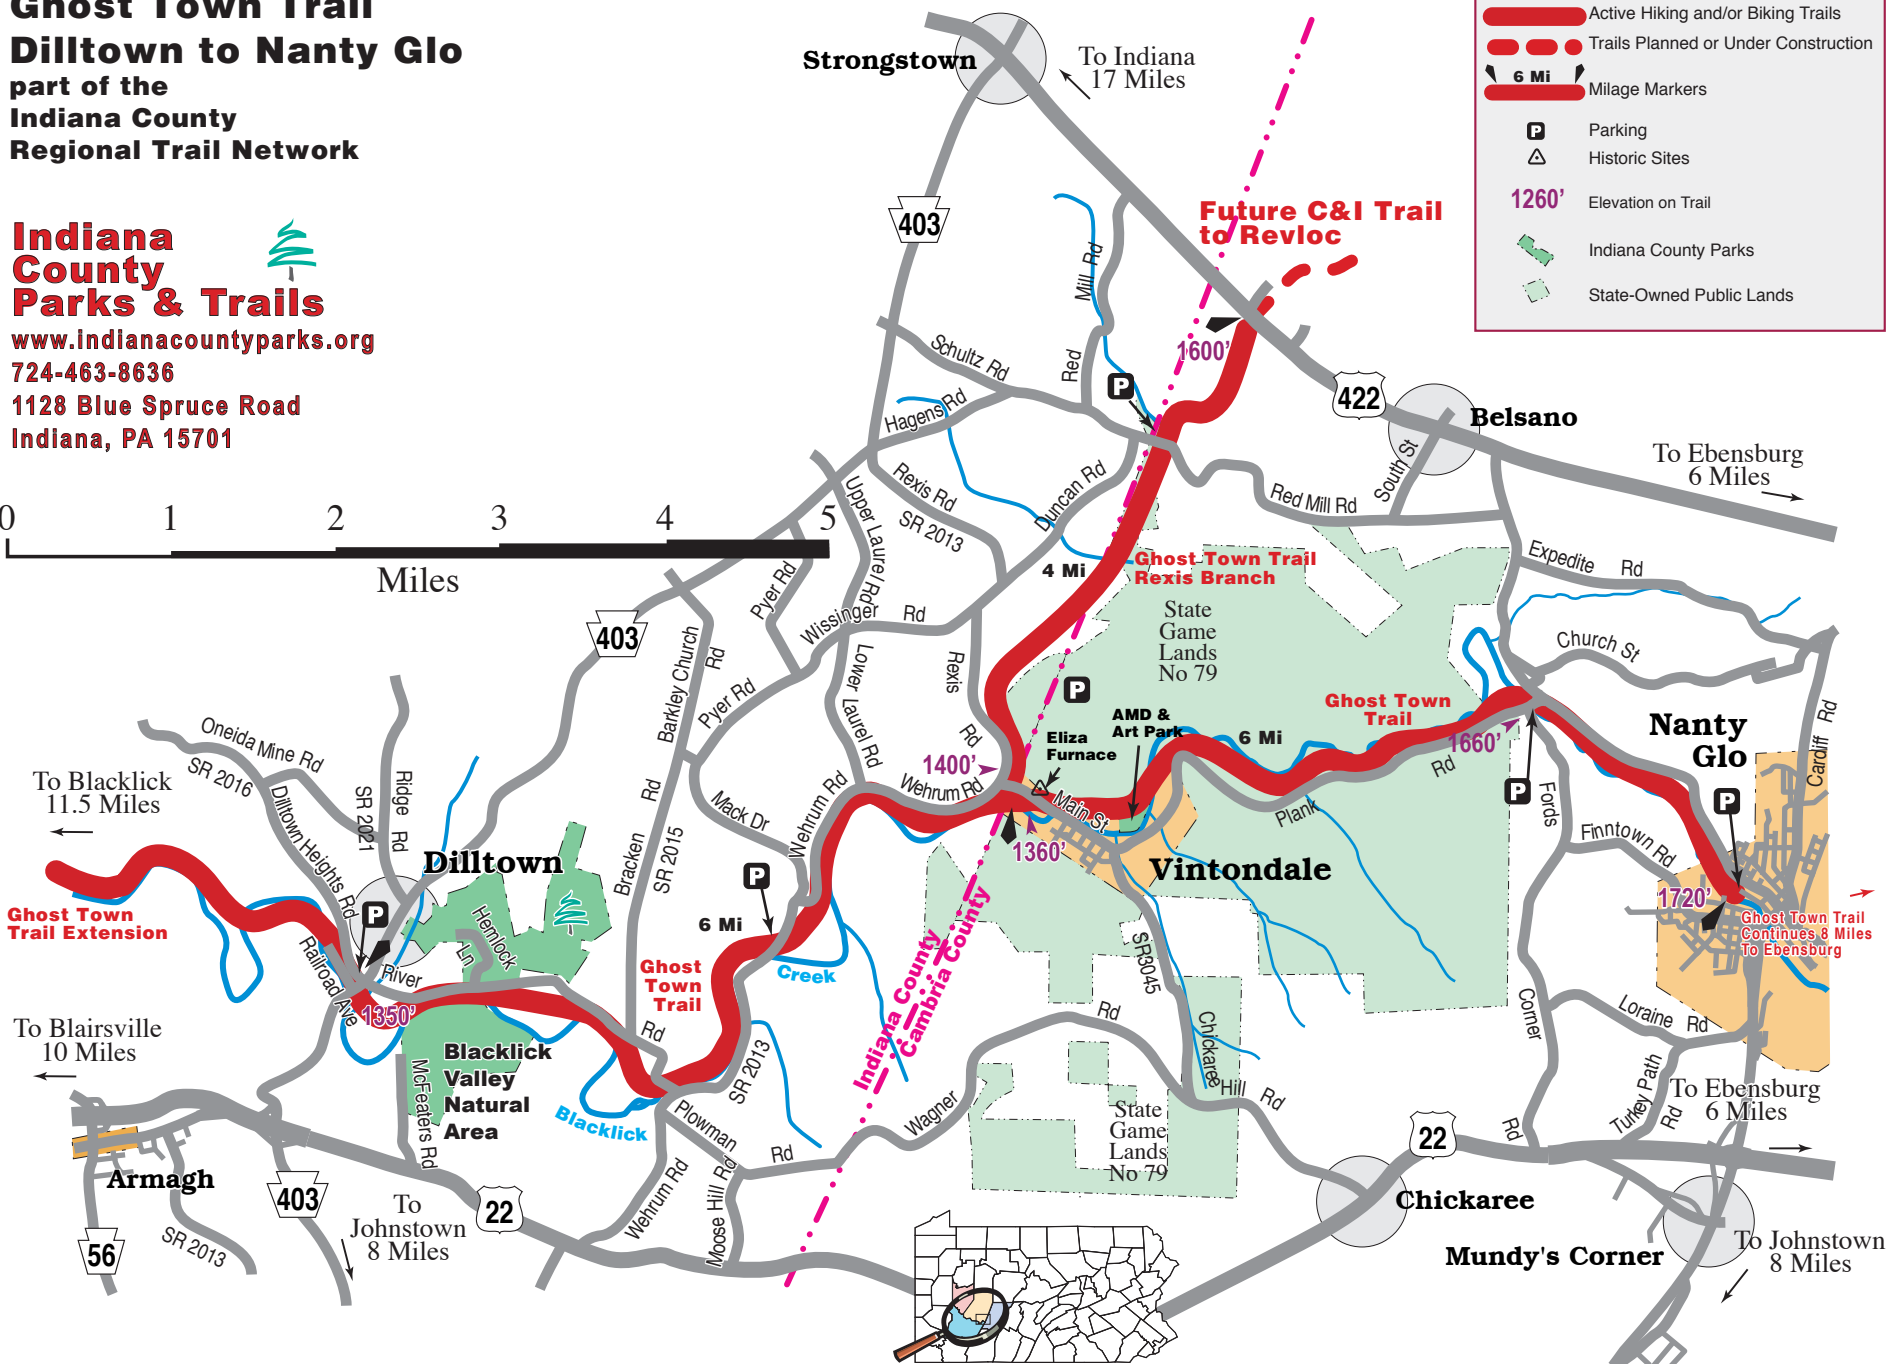 Ghost Town Trail
Dilltown to Nanty Glo
part of the
Indiana County
Regional Trail Network
Indiana
County
Parks & Trails
www.indianacountyparks.org
724-463-8636
1128 Blue Spruce Road
Indiana, PA 15701
0 1 2 3 4 5
Miles
Active Hiking and/or Biking Trails
Trails Planned or Under Construction
6 Mi
Milage Markers
P
Parking
Historic Sites
1260'
Elevation on Trail
Indiana County Parks
State-Owned Public Lands
Strongstown
To Indiana
17 Miles
403
Future C&I Trail
to Revloc
Mill Rd
Red
1600'
P
422
Belsano
To Ebensburg
6 Miles
Schultz Rd
Hagens Rd
Rexis Rd
SR 2013
Duncan Rd
South St
Red Mill Rd
Upper Laurel Rd
Expedite Rd
Church St
Cardiff Rd
4 Mi
Ghost Town Trail
Rexis Branch
State
Game
Lands
No 79
403
Pyer Rd
Wissinger Rd
Barkley Church Rd
Pyer Rd
Lower Laurel Rd
Rexis Rd
P
AMD &
Art Park
Eliza
Furnace
6 Mi
Ghost Town
Trail
1660'
Nanty
Glo
1400'
Wehrum Rd
Main St
Plank Rd
P
P
Fords
Finntown Rd
1360'
Vintondale
1720'
Ghost Town Trail
Continues 8 Miles
To Ebensburg
Oneida Mine Rd
SR 2016
Ridge Rd
SR 2021
To Blacklick
11.5 Miles
Dilltown Heights Rd
Dilltown
P
Ghost Town
Trail Extension
Bracken Rd
SR 2015
Mack Dr
Wehrum Rd
P
6 Mi
Ghost
Town
Trail
Creek
Hemlock
Ln
River
Rd
Railroad Ave
1350'
Indiana County
Cambria County
SR3045
Chickaree
Hill Rd
Corner
Rd
Loraine Rd
Turkey Path
Rd
To Ebensburg
6 Miles
To Blairsville
10 Miles
McFeaters Rd
Blacklick
Valley
Natural
Area
Blacklick
SR 2013
Plowman
Rd
Wagner
Rd
State
Game
Lands
No 79
22
Armagh
56
SR 2013
403
To
Johnstown
8 Miles
22
Wehrum Rd
Moose Hill Rd
Chickaree
Mundy's Corner
To Johnstown
8 Miles